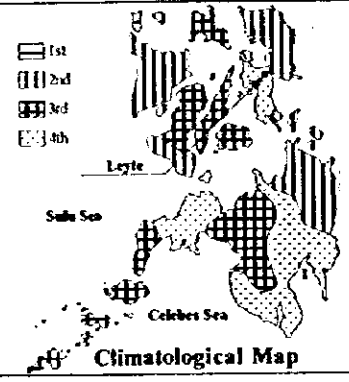 1st
2nd
3rd
4th
Leyte
Sulu Sea
Celebes Sea
Climatological Map